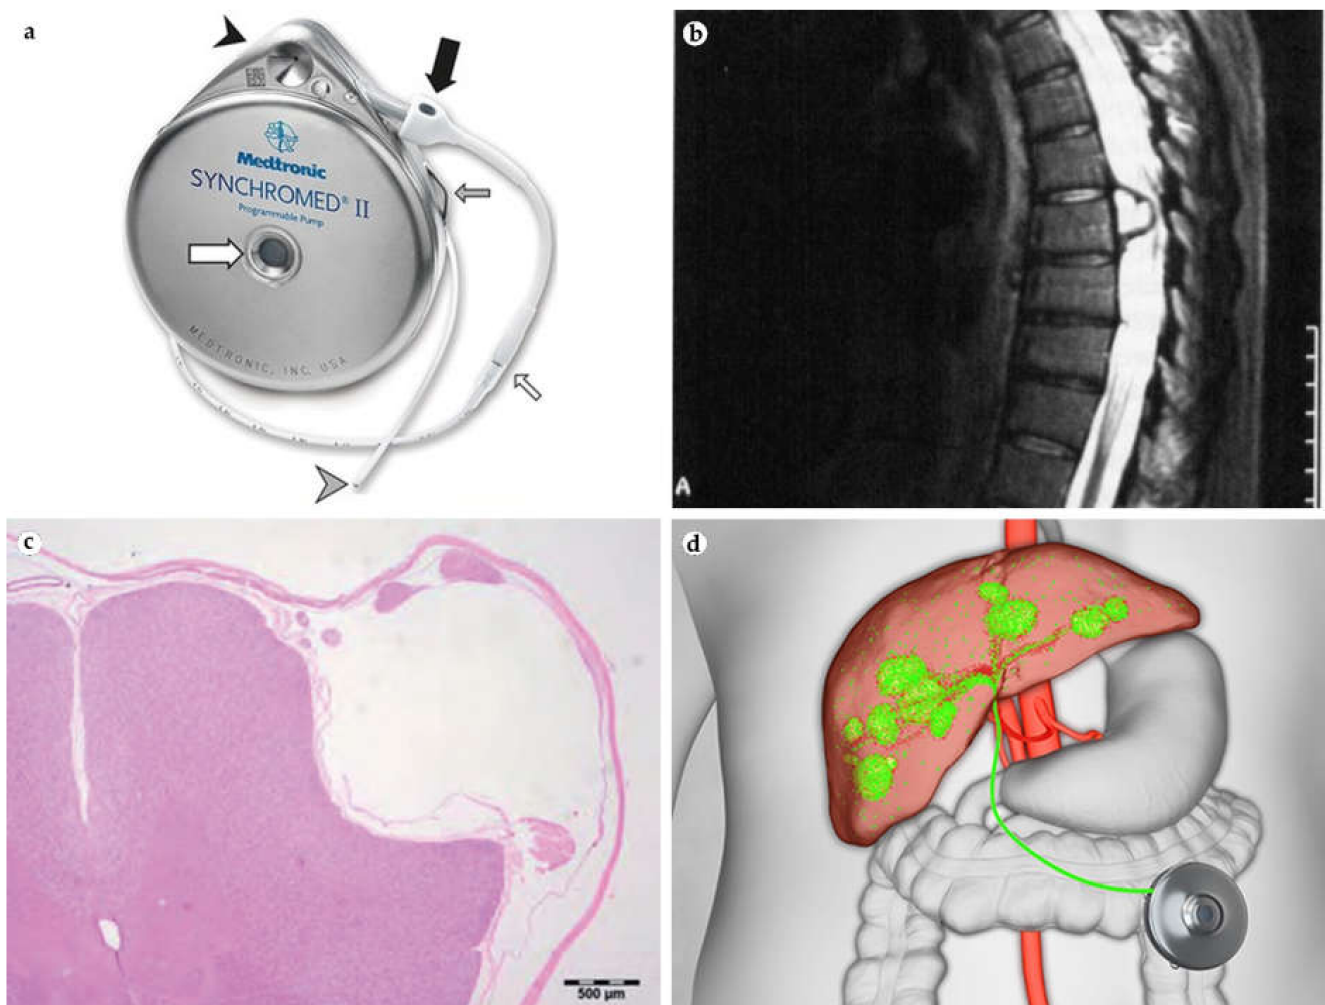 a
Medtronic
SYNCHROMED® II
Programmable Pump
MEDTRONIC, INC. USA
b
A
c
500 µm
d